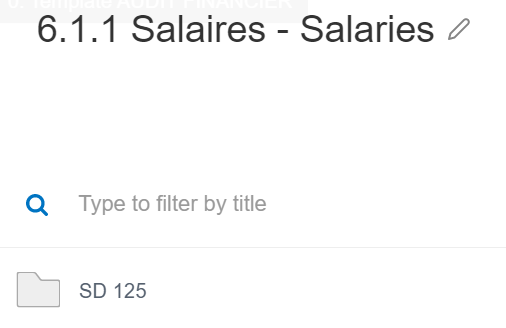 6. Template AUDIT FINANCIER
6.1.1 Salaires - Salaries
Type to filter by title
SD 125